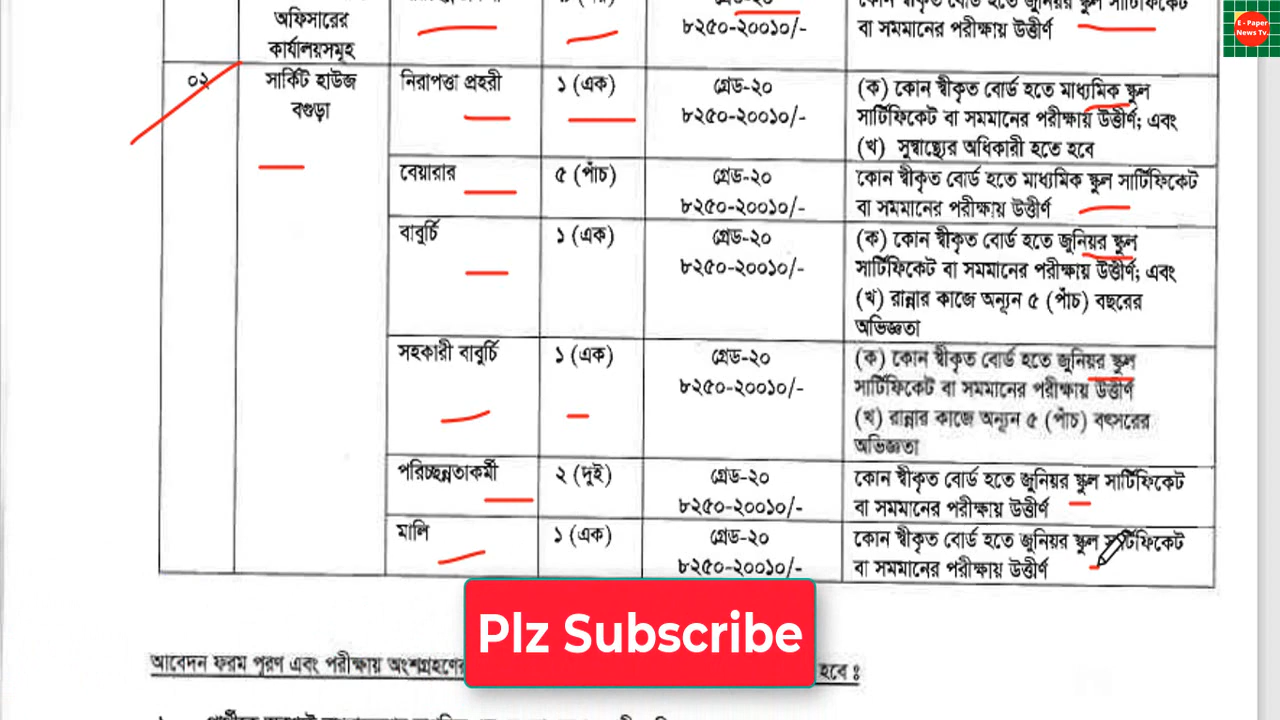 অফিসারের
কার্যালয়সমূহ
৮২৫০-২০০১০/-
বা সমমানের পরীক্ষায় উত্তীর্ণ
E - Paper
News Tv.
০২
সার্কিট হাউজ
বগুড়া
নিরাপত্তা প্রহরী
১ (এক)
গ্রেড-২০
৮২৫০-২০০১০/-
(ক) কোন স্বীকৃত বোর্ড হতে মাধ্যমিক স্কুল
সার্টিফিকেট বা সমমানের পরীক্ষায় উত্তীর্ণ; এবং
(খ) সুস্বাস্থ্যের অধিকারী হতে হবে
বেয়ারার
৫ (পাঁচ)
গ্রেড-২০
৮২৫০-২০০১০/-
কোন স্বীকৃত বোর্ড হতে মাধ্যমিক স্কুল সার্টিফিকেট
বা সমমানের পরীক্ষায় উত্তীর্ণ
বাবুর্চি
১ (এক)
গ্রেড-২০
৮২৫০-২০০১০/-
(ক) কোন স্বীকৃত বোর্ড হতে জুনিয়র স্কুল
সার্টিফিকেট বা সমমানের পরীক্ষায় উত্তীর্ণ; এবং
(খ) রান্নার কাজে অন্যূন ৫ (পাঁচ) বছরের
অভিজ্ঞতা
সহকারী বাবুর্চি
১ (এক)
গ্রেড-২০
৮২৫০-২০০১০/-
(ক) কোন স্বীকৃত বোর্ড হতে জুনিয়র স্কুল
সার্টিফিকেট বা সমমানের পরীক্ষায় উত্তীর্ণ
(খ) রান্নার কাজে অন্যূন ৫ (পাঁচ) বৎসরের
অভিজ্ঞতা
পরিচ্ছন্নতাকর্মী
২ (দুই)
গ্রেড-২০
৮২৫০-২০০১০/-
কোন স্বীকৃত বোর্ড হতে জুনিয়র স্কুল সার্টিফিকেট
বা সমমানের পরীক্ষায় উত্তীর্ণ
মালি
১ (এক)
গ্রেড-২০
৮২৫০-২০০১০/-
কোন স্বীকৃত বোর্ড হতে জুনিয়র স্কুল সার্টিফিকেট
বা সমমানের পরীক্ষায় উত্তীর্ণ
Plz Subscribe
আবেদন ফরম পূরণ এবং পরীক্ষায় অংশগ্রহণের
হবে ঃ